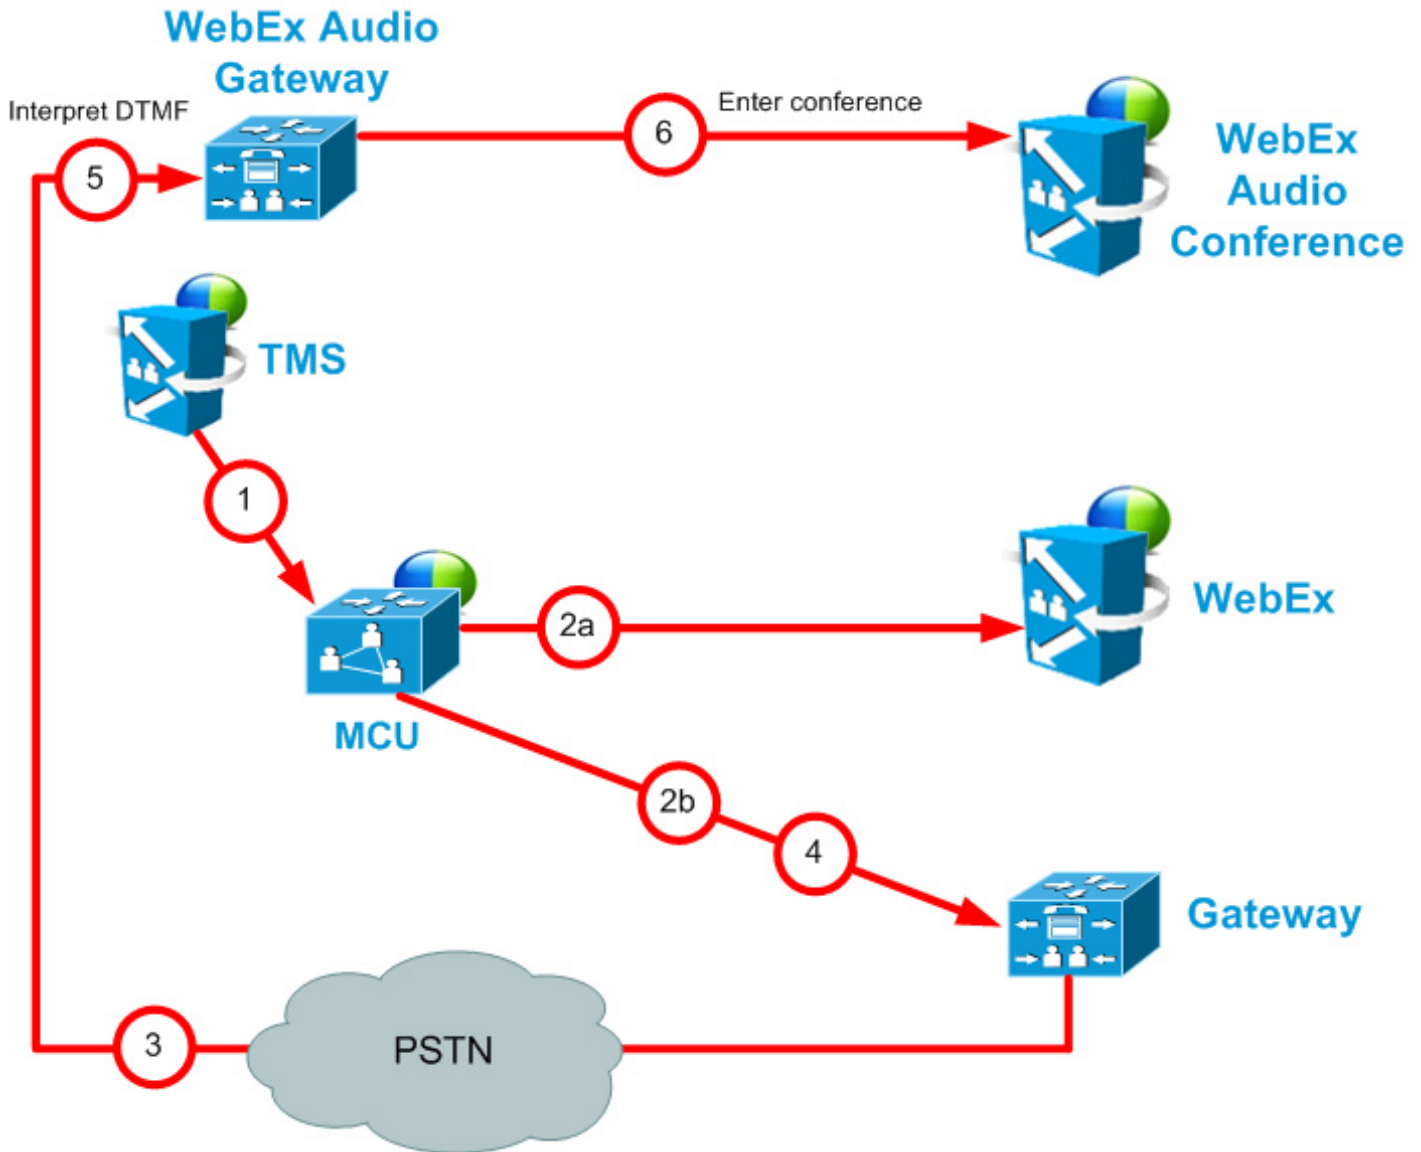 WebEx Audio
Gateway
Interpret DTMF
5
6
Enter conference
WebEx
Audio
Conference
TMS
1
2a
WebEx
MCU
2b
4
Gateway
3
PSTN